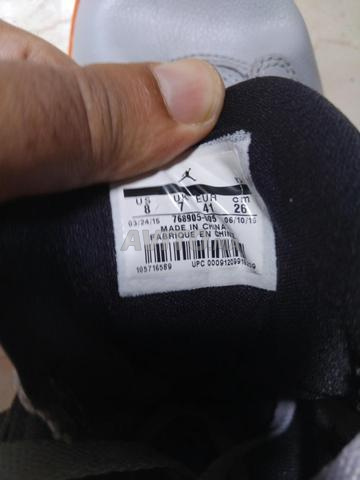 US UK EUR cm
8 7 41 26
03/24/15 768905-005 06/10/15
MADE IN CHINA
FABRIQUE EN CHINE
105716589 UPC